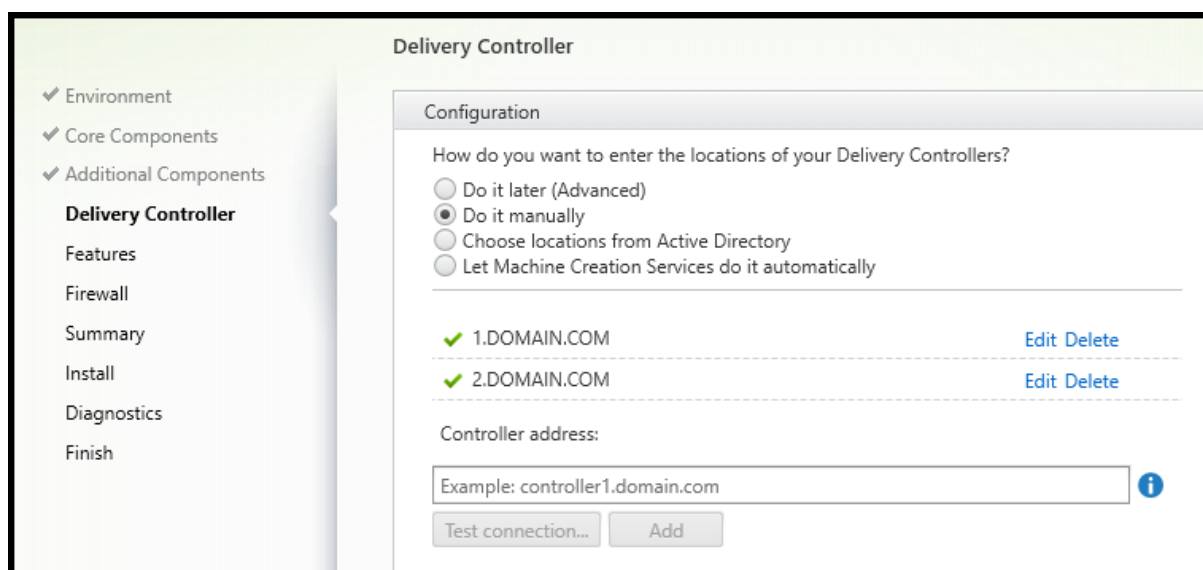 Delivery Controller
Environment
Core Components
Additional Components
Delivery Controller
Features
Firewall
Summary
Install
Diagnostics
Finish
Configuration
How do you want to enter the locations of your Delivery Controllers?
Do it later (Advanced)
Do it manually
Choose locations from Active Directory
Let Machine Creation Services do it automatically
1.DOMAIN.COM Edit Delete
2.DOMAIN.COM Edit Delete
Controller address:
Example: controller1.domain.com
Test connection... Add